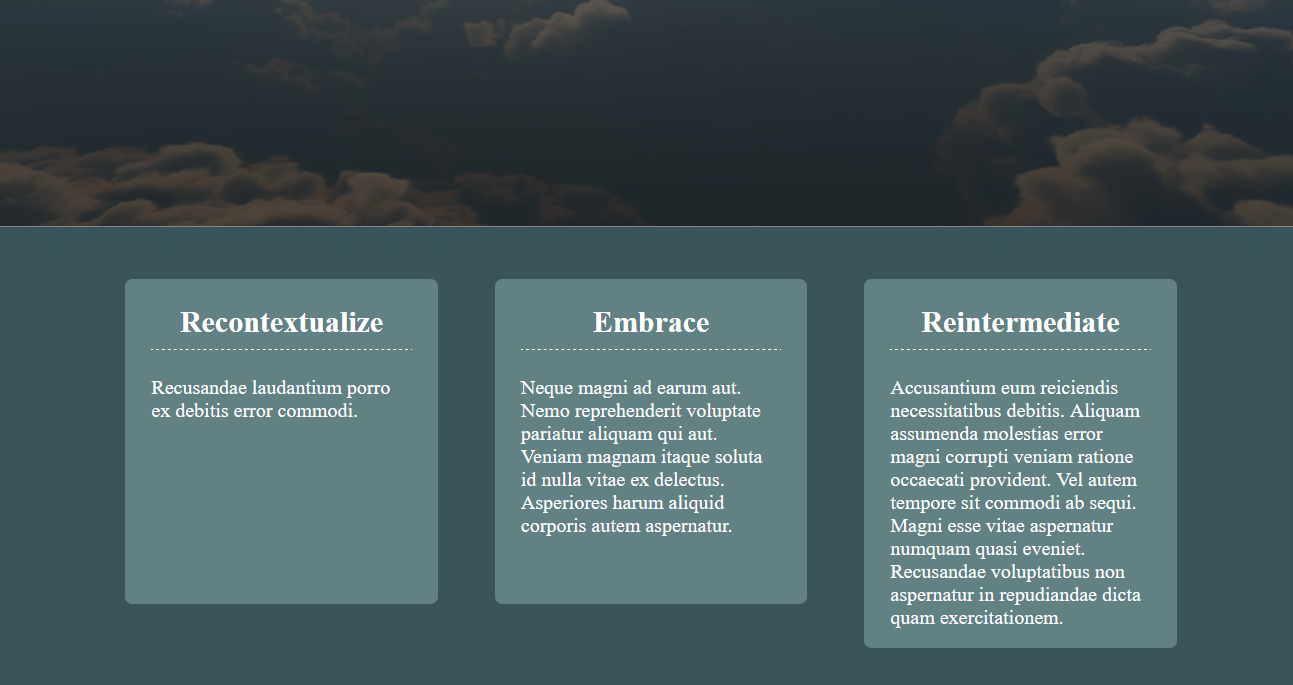 Recontextualize
Recusandae laudantium porro
ex debitis error commodi.
Embrace
Neque magni ad earum aut.
Nemo reprehenderit voluptate
pariatur aliquam qui aut.
Veniam magnam itaque soluta
id nulla vitae ex delectus.
Asperiores harum aliquid
corporis autem aspernatur.
Reintermediate
Accusantium eum reiciendis
necessitatibus debitis. Aliquam
assumenda molestias error
magni corrupti veniam ratione
occaecati provident. Vel autem
tempore sit commodi ab sequi.
Magni esse vitae aspernatur
numquam quasi eveniet.
Recusandae voluptatibus non
aspernatur in repudiandae dicta
quam exercitationem.